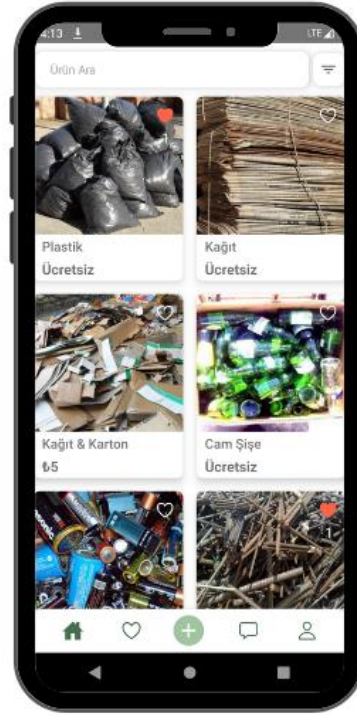 4:13
LTE
Ürün Ara
Plastik
Ücretsiz
Kağıt
Ücretsiz
Kağıt & Karton
₺5
Cam Şişe
Ücretsiz